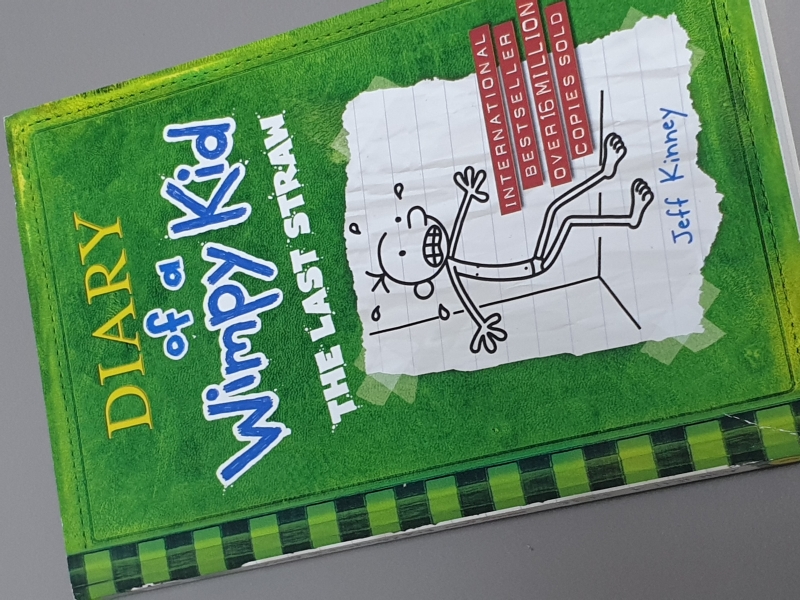 DIARY
of a
Wimpy Kid
THE LAST STRAW
INTERNATIONAL
BESTSELLER
OVER 16 MILLION
COPIES SOLD
Jeff Kinney